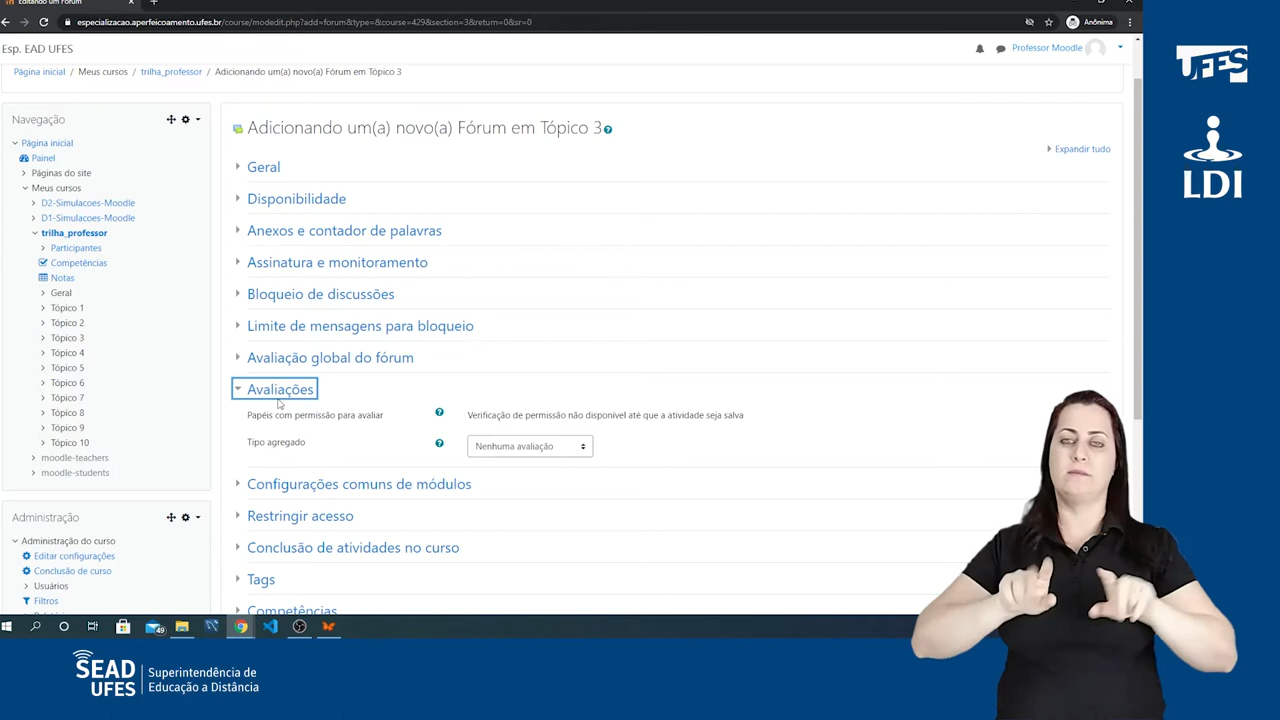 Editando um Fórum
especializacao.aperfeicoamento.ufes.br/course/modedit.php?add=forum&type=&course=429&section=3&return=0&sr=0
Anônima
Esp. EAD UFES
Professor Moodle
Página inicial / Meus cursos / trilha_professor / Adicionando um(a) novo(a) Fórum em Tópico 3
Navegação
Página inicial
Painel
Páginas do site
Meus cursos
D2-Simulacoes-Moodle
D1-Simulacoes-Moodle
trilha_professor
Participantes
Competências
Notas
Geral
Tópico 1
Tópico 2
Tópico 3
Tópico 4
Tópico 5
Tópico 6
Tópico 7
Tópico 8
Tópico 9
Tópico 10
moodle-teachers
moodle-students
Administração
Administração do curso
Editar configurações
Conclusão de curso
Usuários
Filtros
Adicionando um(a) novo(a) Fórum em Tópico 3
Expandir tudo
Geral
Disponibilidade
Anexos e contador de palavras
Assinatura e monitoramento
Bloqueio de discussões
Limite de mensagens para bloqueio
Avaliação global do fórum
Avaliações
Papéis com permissão para avaliar
Verificação de permissão não disponível até que a atividade seja salva
Tipo agregado
Nenhuma avaliação
Configurações comuns de módulos
Restringir acesso
Conclusão de atividades no curso
Tags
Competências
49
UFES
LDI
SEAD
UFES
Superintendência de
Educação a Distância